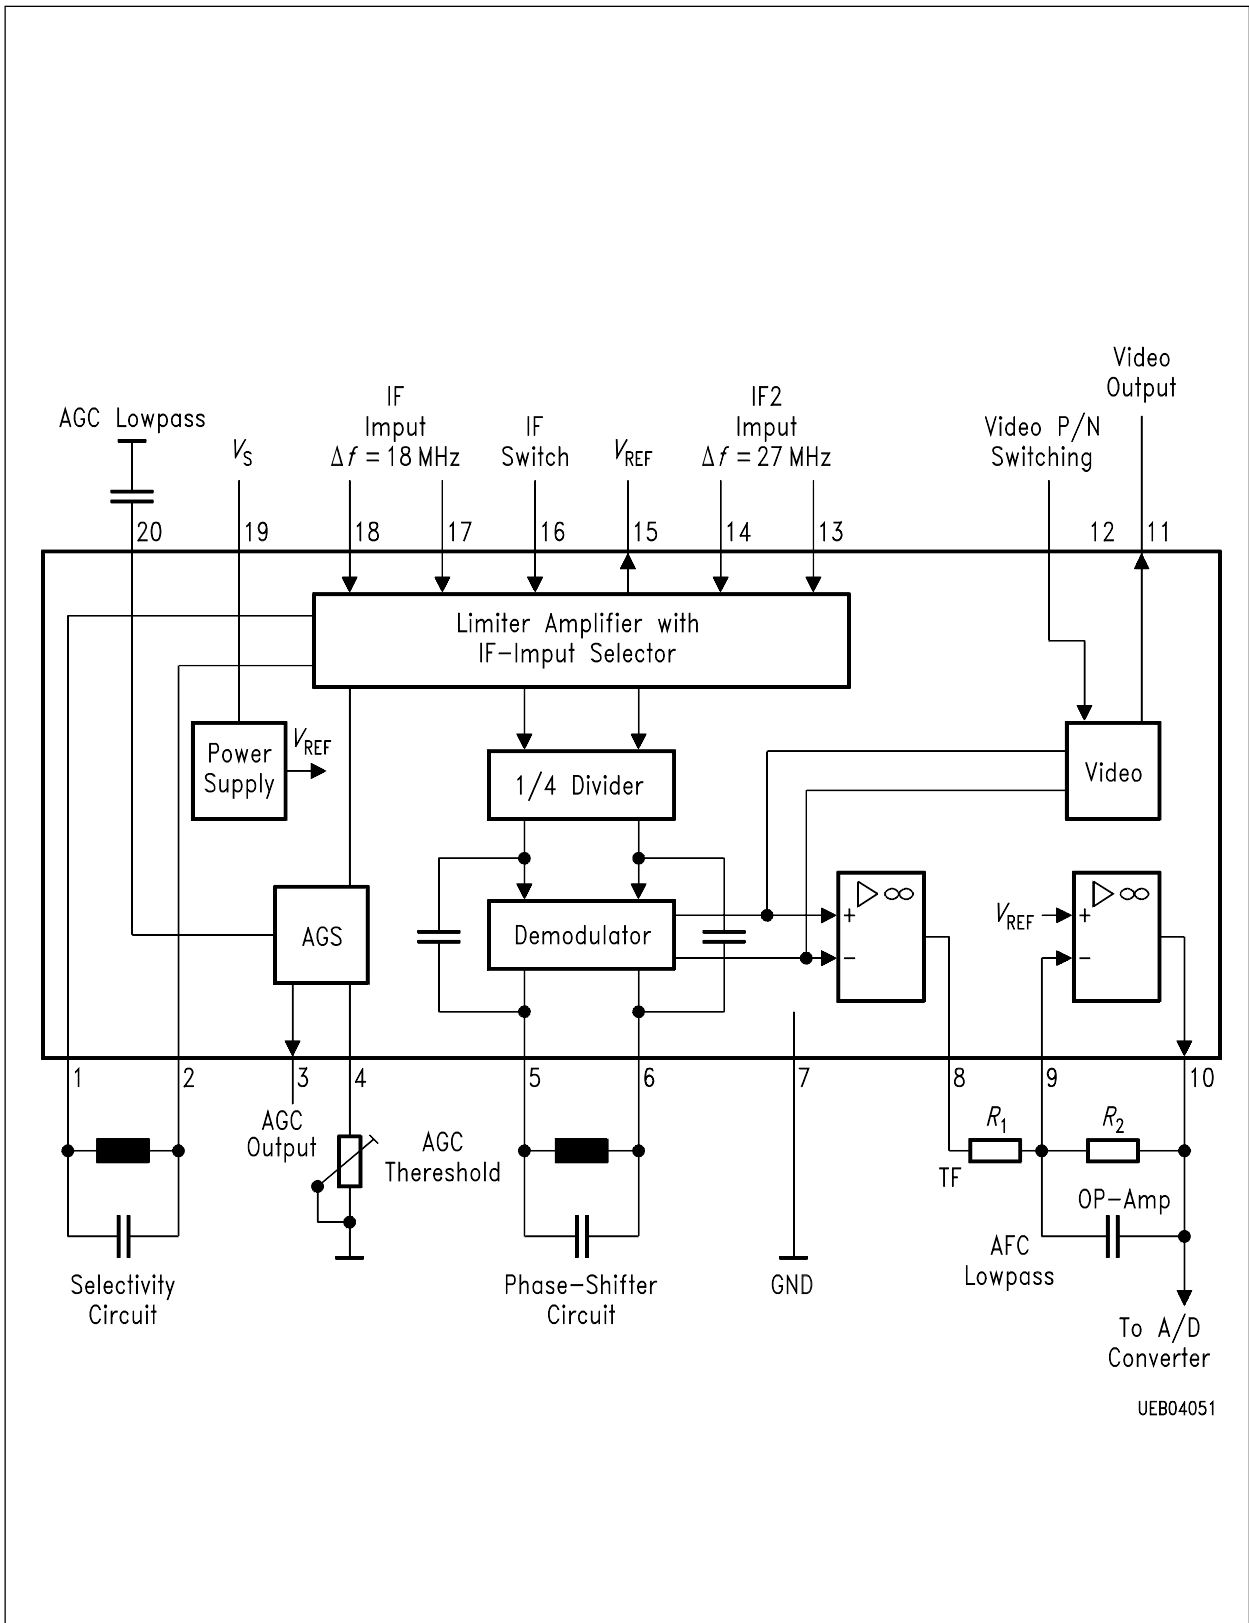 Video
Output
AGC Lowpass
V_S
IF
Imput
Δf = 18 MHz
IF
Switch
V_REF
IF2
Imput
Δf = 27 MHz
Video P/N
Switching
20 19 18 17 16 15 14 13 12 11
Limiter Amplifier with
IF-Imput Selector
Power
Supply
V_REF
1/4 Divider
Video
AGS
Demodulator
▷ ∞
+
−
V_REF
▷ ∞
+
−
1 2 3 4 5 6 7 8 9 10
AGC
Output
AGC
Thereshold
R_1
R_2
TF
OP-Amp
AFC
Lowpass
Selectivity
Circuit
Phase-Shifter
Circuit
GND
To A/D
Converter
UEB04051